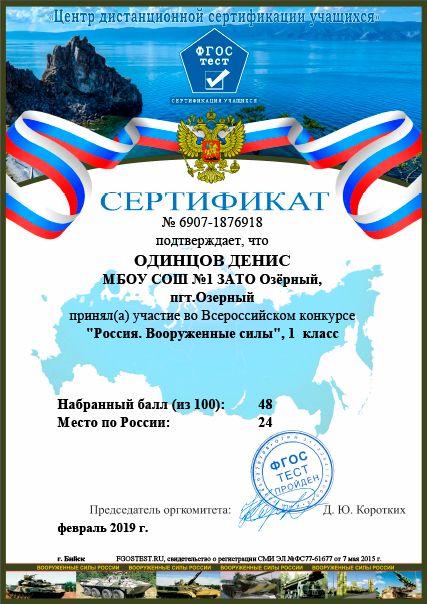 «Центр дистанционной сертификации учащихся»
ФГОС
тест
СЕРТИФИКАЦИЯ УЧАЩИХСЯ
СЕРТИФИКАТ
№ 6907-1876918
подтверждает, что
ОДИНЦОВ ДЕНИС
МБОУ СОШ №1 ЗАТО Озёрный,
пгт.Озерный
принял(а) участие во Всероссийском конкурсе
"Россия. Вооруженные силы", 1 класс
Набранный балл (из 100): 48
Место по России: 24
ФГОС
ТЕСТ
ПРОЙДЕН
Председатель оргкомитета: Д. Ю. Коротких
февраль 2019 г.
г. Бийск FGOSTEST.RU, свидетельство о регистрации СМИ ЭЛ №ФС77-61677 от 7 мая 2015 г.
ВООРУЖЕННЫЕ СИЛЫ РОССИИ ВООРУЖЕННЫЕ СИЛЫ РОССИИ ВООРУЖЕННЫЕ СИЛЫ РОССИИ ВООРУЖЕННЫЕ СИЛЫ РОССИИ